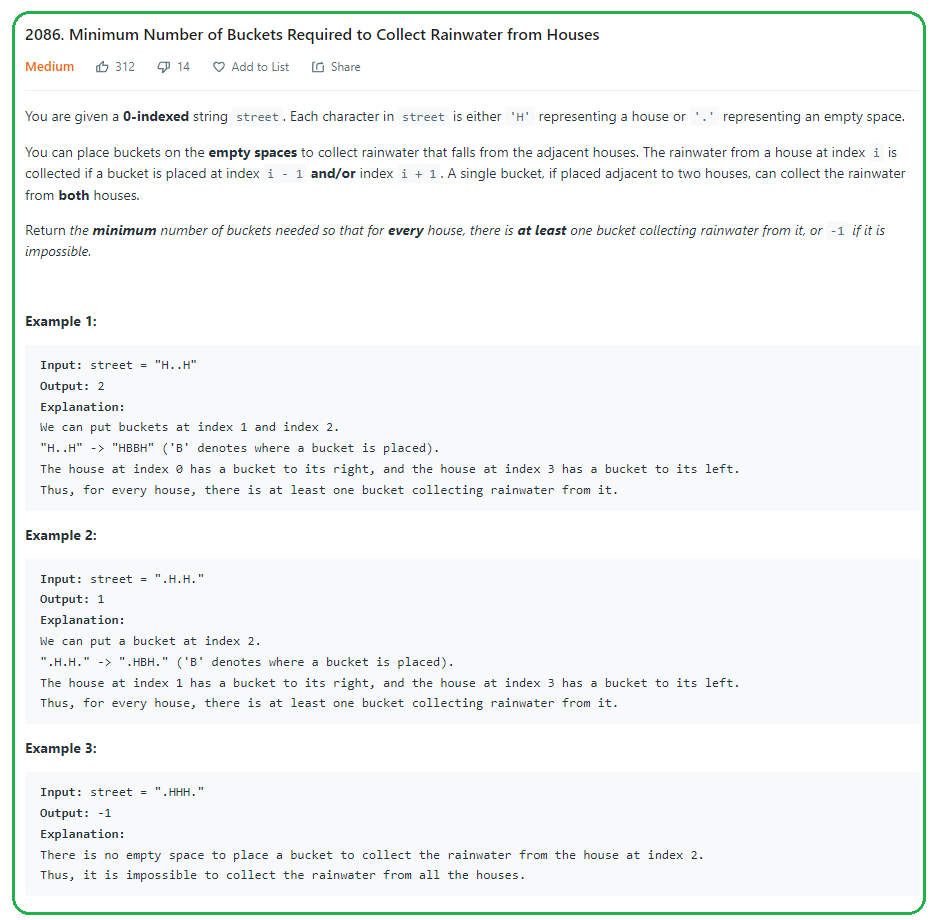 2086. Minimum Number of Buckets Required to Collect Rainwater from Houses
Medium 312 14 Add to List Share
You are given a 0-indexed string street . Each character in street is either 'H' representing a house or '.' representing an empty space.
You can place buckets on the empty spaces to collect rainwater that falls from the adjacent houses. The rainwater from a house at index i is
collected if a bucket is placed at index i - 1 and/or index i + 1 . A single bucket, if placed adjacent to two houses, can collect the rainwater
from both houses.
Return the minimum number of buckets needed so that for every house, there is at least one bucket collecting rainwater from it, or -1 if it is
impossible.
Example 1:
Input: street = "H..H"
Output: 2
Explanation:
We can put buckets at index 1 and index 2.
"H..H" -> "HBBH" ('B' denotes where a bucket is placed).
The house at index 0 has a bucket to its right, and the house at index 3 has a bucket to its left.
Thus, for every house, there is at least one bucket collecting rainwater from it.
Example 2:
Input: street = ".H.H."
Output: 1
Explanation:
We can put a bucket at index 2.
".H.H." -> ".HBH." ('B' denotes where a bucket is placed).
The house at index 1 has a bucket to its right, and the house at index 3 has a bucket to its left.
Thus, for every house, there is at least one bucket collecting rainwater from it.
Example 3:
Input: street = ".HHH."
Output: -1
Explanation:
There is no empty space to place a bucket to collect the rainwater from the house at index 2.
Thus, it is impossible to collect the rainwater from all the houses.